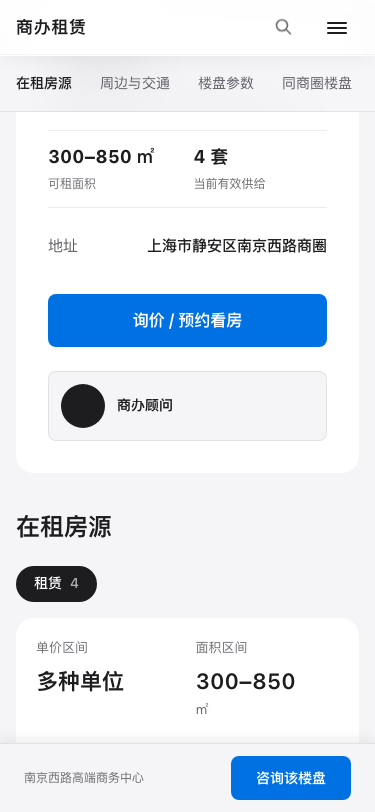 商办租赁
在租房源 周边与交通 楼盘参数 同商圈楼盘
300–850 ㎡ 4 套
可租面积 当前有效供给
地址 上海市静安区南京西路商圈
询价 / 预约看房
商办顾问
在租房源
租赁 4
单价区间 面积区间
多种单位 300–850
㎡
南京西路高端商务中心 咨询该楼盘